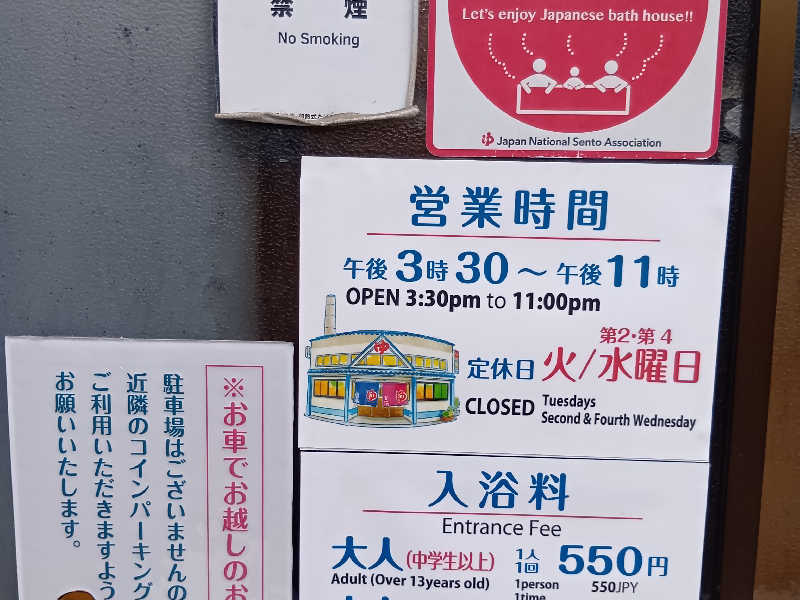 禁 煙
No Smoking
Let's enjoy Japanese bath house!!
ゆ Japan National Sento Association
営業時間
午後3時30～午後11時
OPEN 3:30pm to 11:00pm
第2・第4
定休日 火/水曜日
CLOSED Tuesdays
Second & Fourth Wednesday
ゆ
入浴料
Entrance Fee
大人(中学生以上) 1人 1回 550円
Adult (Over 13years old) 1person 550JPY
1time
※お車でお越しのお
駐車場はございませんの
近隣のコインパーキング
ご利用いただきますよう
お願いいたします。